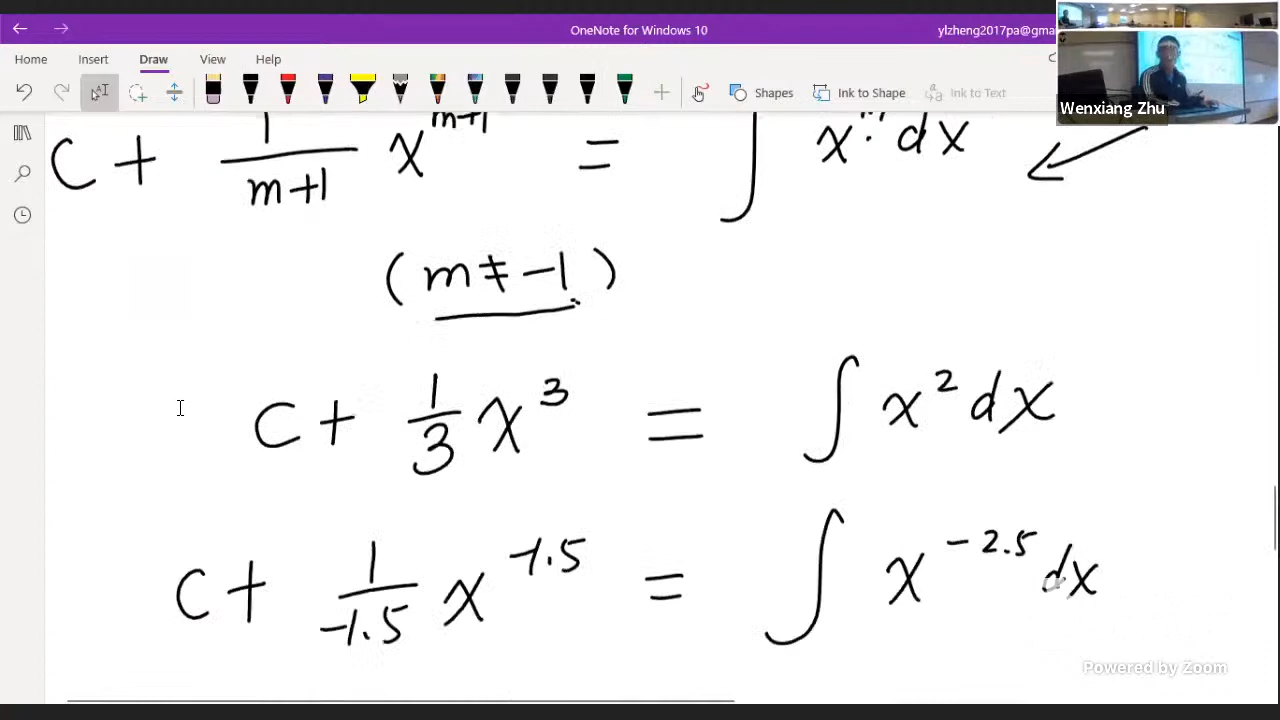 OneNote for Windows 10
ylzheng2017pa@gma
Home Insert Draw View Help
Shapes Ink to Shape Ink to Text
Wenxiang Zhu
C + 1/(m+1) x^(m+1) = ∫ x^m dx
(m ≠ -1)
C + 1/3 x^3 = ∫ x^2 dx
C + 1/(-1.5) x^(-1.5) = ∫ x^(-2.5) dx
Powered by Zoom